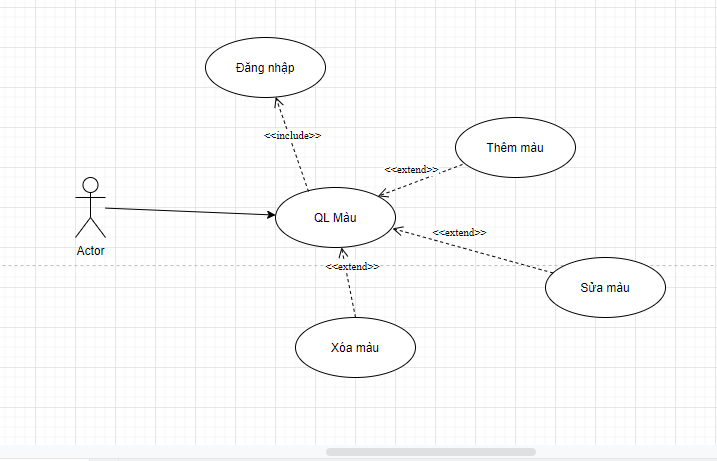 Đăng nhập
<<include>>
Thêm màu
<<extend>>
QL Màu
<<extend>>
Actor
<<extend>>
Sửa màu
Xóa màu